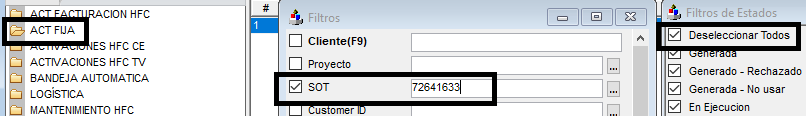 ACT FACTURACION HFC
ACT FIJA
ACTIVACIONES HFC CE
ACTIVACIONES HFC TV
BANDEJA AUTOMATICA
LOGÍSTICA
MANTENIMIENTO HFC
#
1
Filtros
Cliente(F9)
Proyecto
...
SOT
72641633
...
Customer ID
Filtros de Estados
Deseleccionar Todos
Generada
Generado - Rechazado
Generada - No usar
En Ejecucion